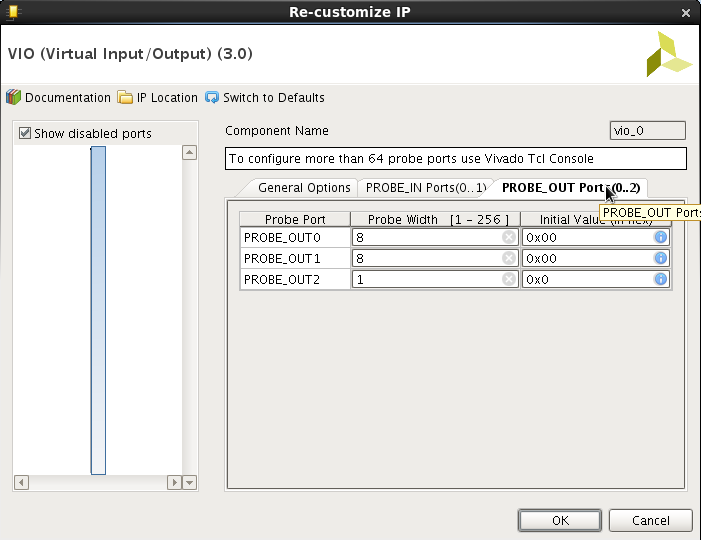 Re-customize IP
VIO (Virtual Input/Output) (3.0)
Documentation IP Location Switch to Defaults
Show disabled ports
Component Name vio_0
To configure more than 64 probe ports use Vivado Tcl Console
General Options PROBE_IN Ports(0..1) PROBE_OUT Ports(0..2)
PROBE_OUT Ports
Probe Port Probe Width [1 - 256 ] Initial Value (in hex)
PROBE_OUT0 8 0x00
PROBE_OUT1 8 0x00
PROBE_OUT2 1 0x0
OK Cancel